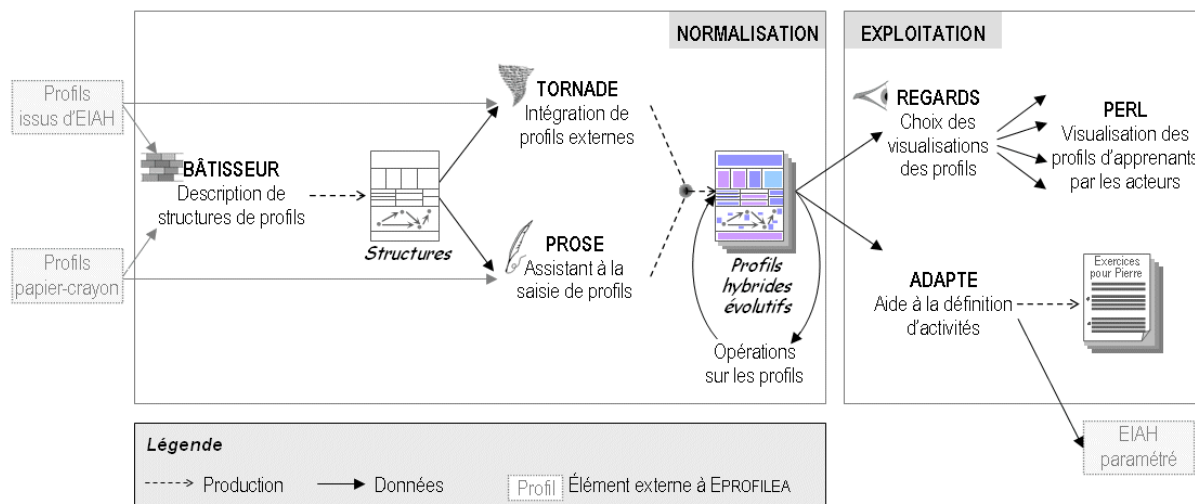 NORMALISATION
EXPLOITATION
Profils
issus d'EIAH
Profils
papier-crayon
BÂTISSEUR
Description de
structures de profils
Structures
TORNADE
Intégration de
profils externes
PROSE
Assistant à la
saisie de profils
Profils
hybrides
évolutifs
Opérations
sur les profils
REGARDS
Choix des
visualisations
des profils
PERL
Visualisation des
profils d'apprenants
par les acteurs
ADAPTE
Aide à la définition
d'activités
Exercices
pour Pierre
EIAH
paramétré
Légende
Production
Données
Profil
Élément externe à EPROFILEA